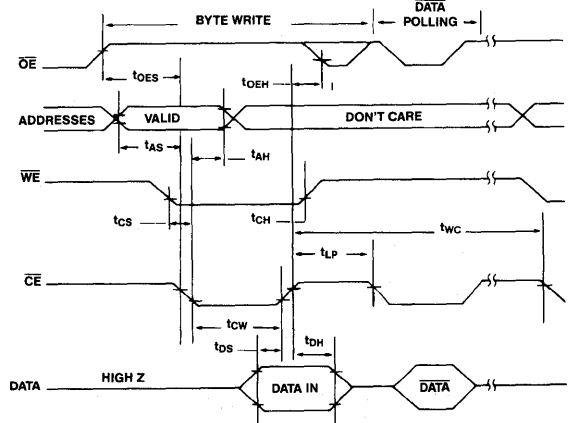 BYTE WRITE
DATA
POLLING
OE
tOES
tOEH
ADDRESSES
VALID
DON'T CARE
tAS
tAH
WE
tCS
tCH
tWC
tLP
CE
tCW
tDS
tDH
HIGH Z
DATA
DATA IN
DATA